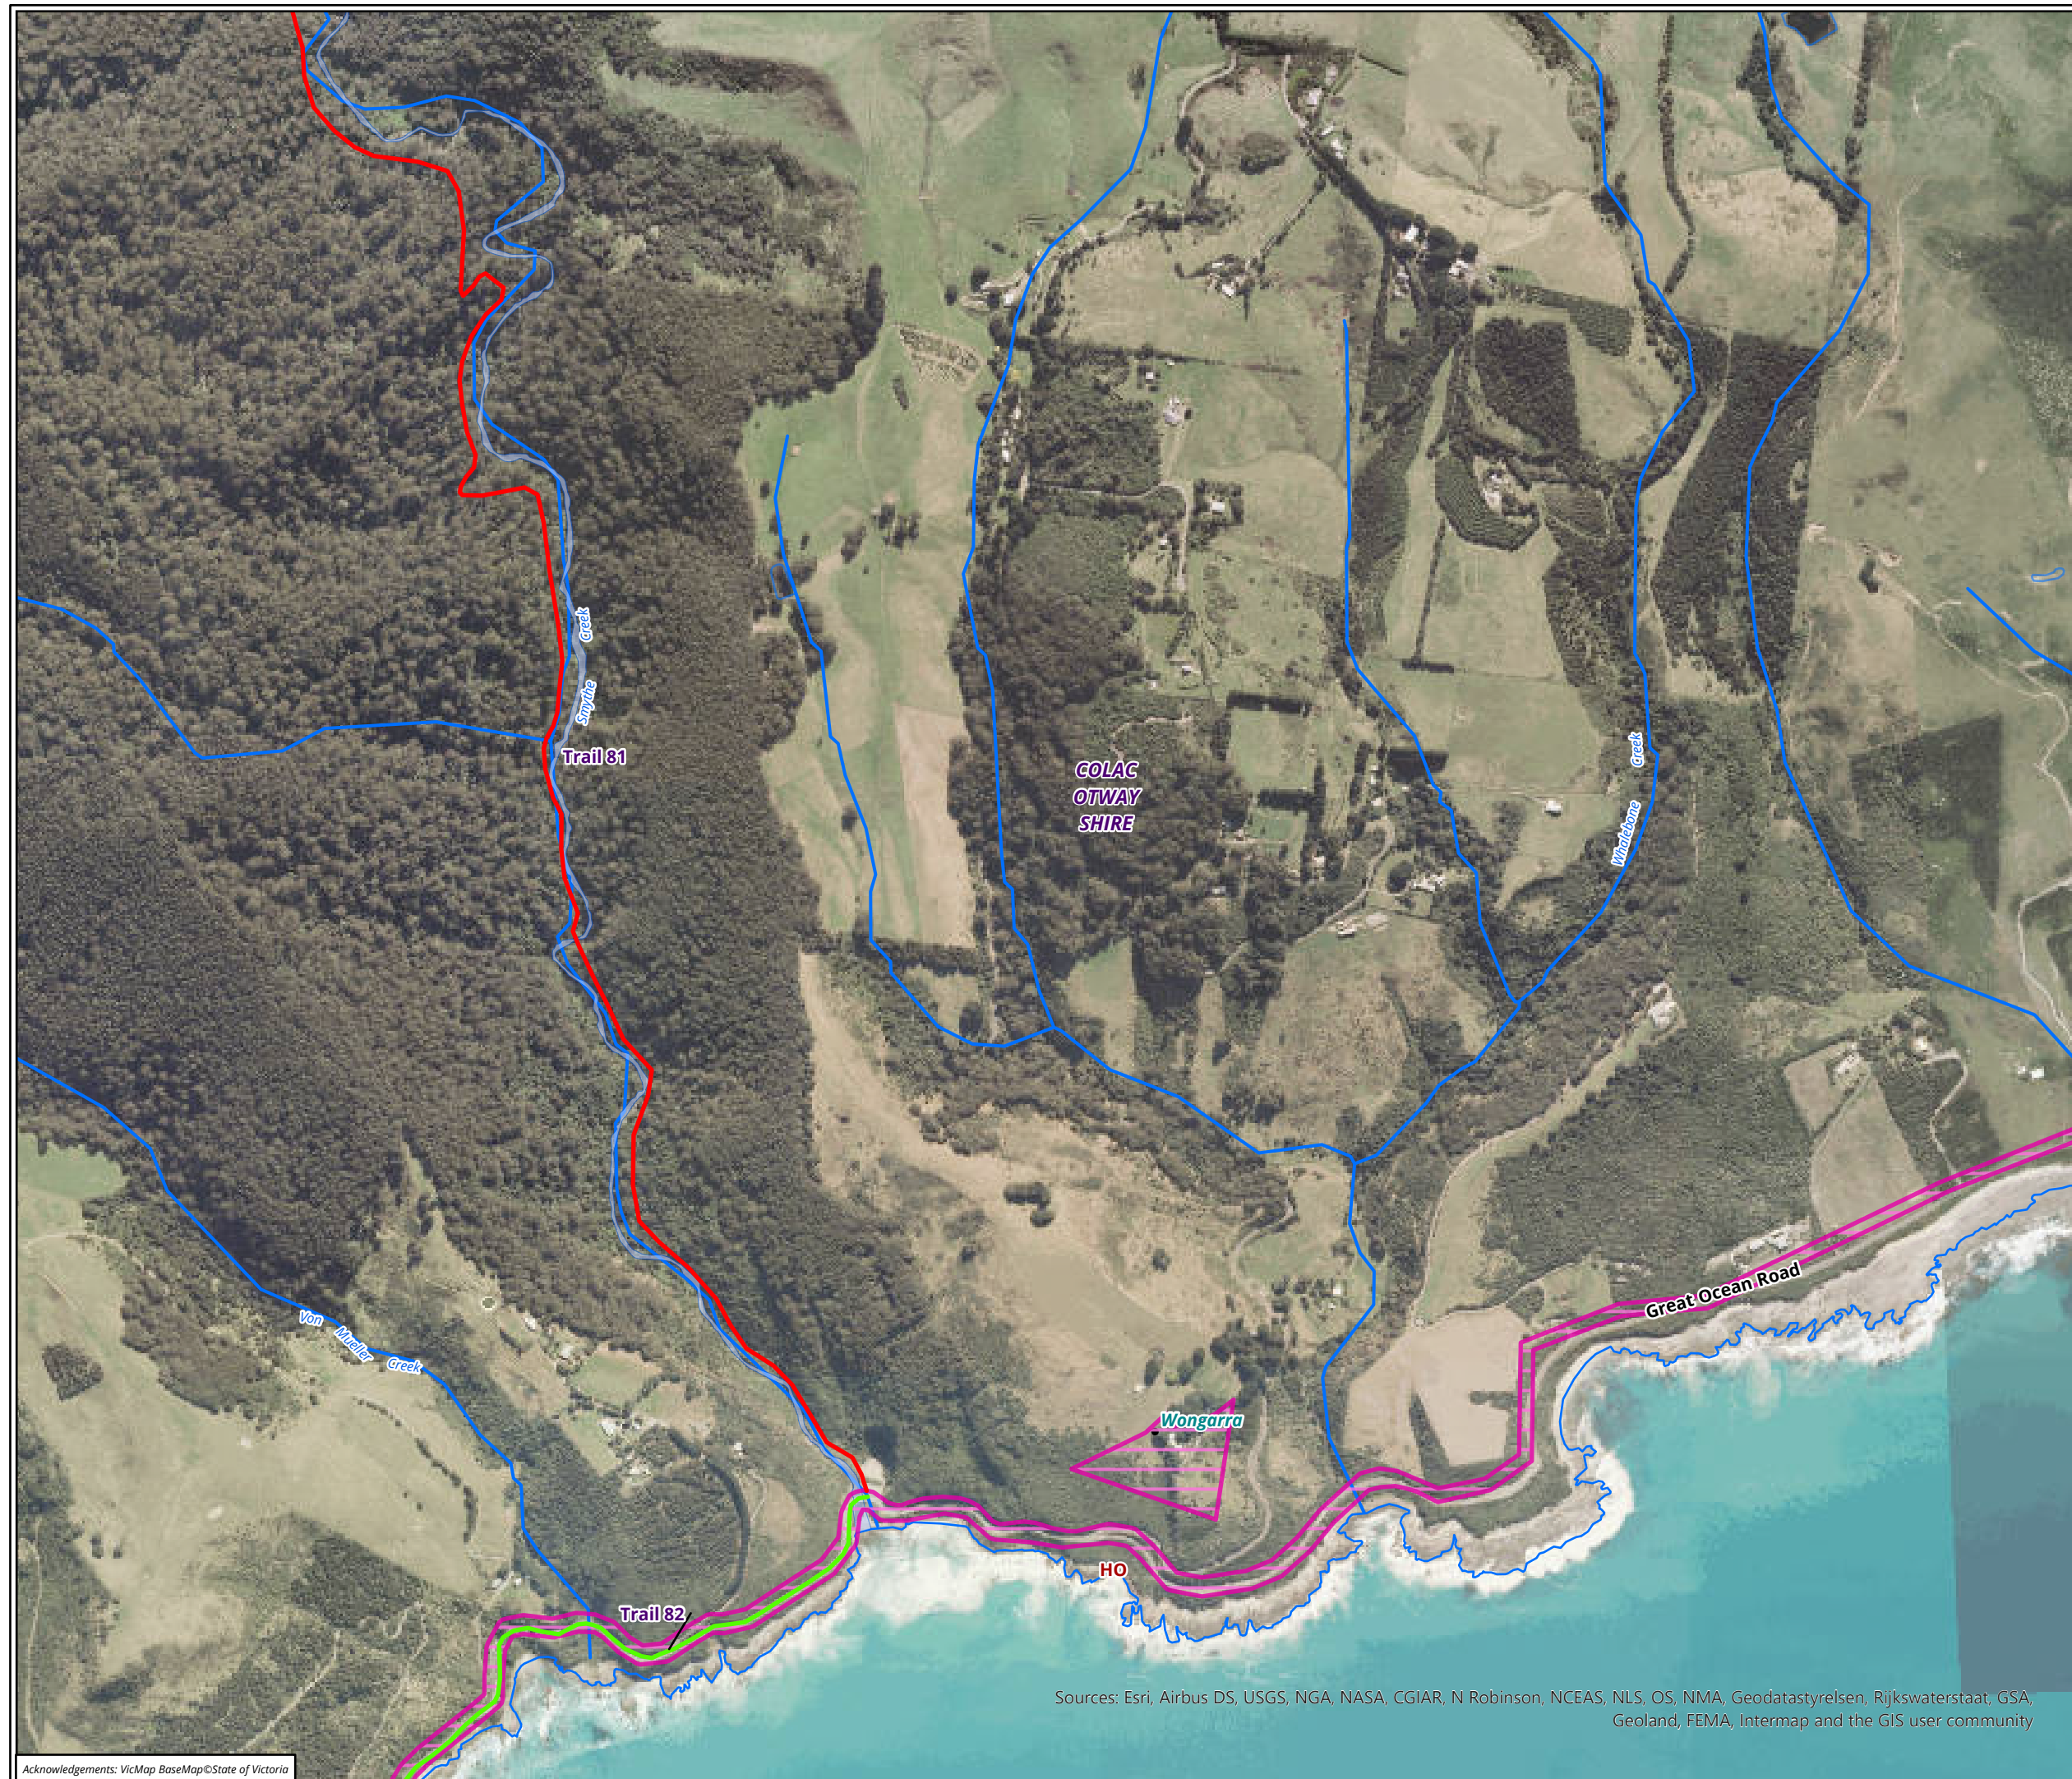 Smythe Creek
Trail 81
COLAC
OTWAY
SHIRE
Whalebone Creek
Great Ocean Road
Von Mueller Creek
Wongarra
HO
Trail 82
Sources: Esri, Airbus DS, USGS, NGA, NASA, CGIAR, N Robinson, NCEAS, NLS, OS, NMA, Geodatastyrelsen, Rijkswaterstaat, GSA,
Geoland, FEMA, Intermap and the GIS user community
Acknowledgements: VicMap BaseMap©State of Victoria